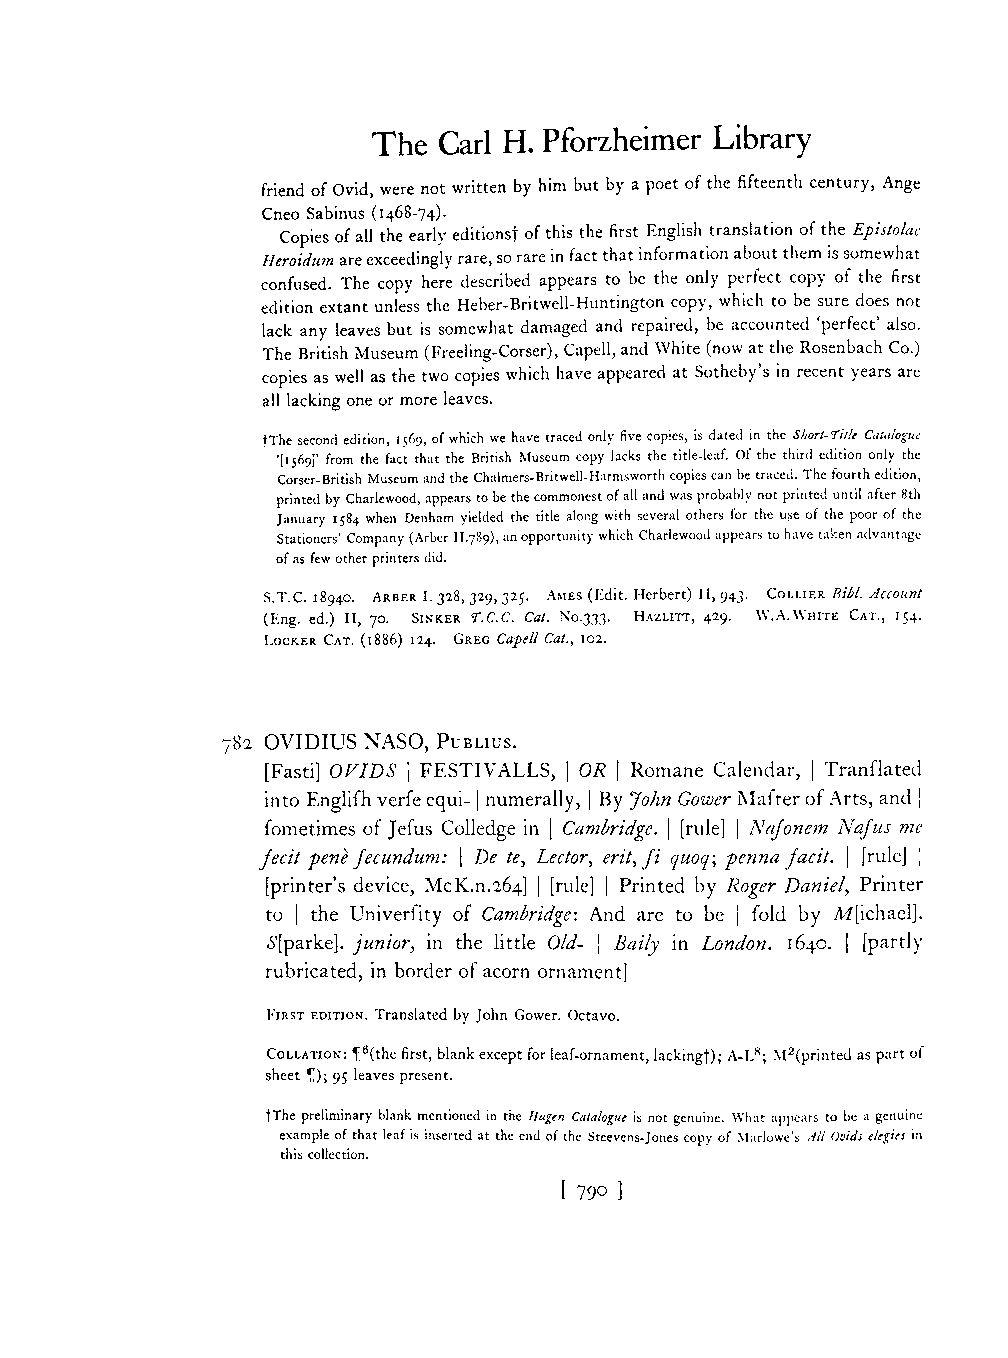 The Carl H. Pforzheimer Library
friend of Ovid, were not written by him but by a poet of the fifteenth century, Ange
Cneo Sabinus (1468-74).
Copies of all the early editions† of this the first English translation of the Epistolae
Heroidum are exceedingly rare, so rare in fact that information about them is somewhat
confused. The copy here described appears to be the only perfect copy of the first
edition extant unless the Heber-Britwell-Huntington copy, which to be sure does not
lack any leaves but is somewhat damaged and repaired, be accounted 'perfect' also.
The British Museum (Freeling-Corser), Capell, and White (now at the Rosenbach Co.)
copies as well as the two copies which have appeared at Sotheby's in recent years are
all lacking one or more leaves.
†The second edition, 1569, of which we have traced only five copies, is dated in the Short-Title Catalogue
'[1569]' from the fact that the British Museum copy lacks the title-leaf. Of the third edition only the
Corser-British Museum and the Chalmers-Britwell-Harmsworth copies can be traced. The fourth edition,
printed by Charlewood, appears to be the commonest of all and was probably not printed until after 8th
January 1584 when Denham yielded the title along with several others for the use of the poor of the
Stationers' Company (Arber II.789), an opportunity which Charlewood appears to have taken advantage
of as few other printers did.
S.T.C. 18940. Arber I. 328, 329, 325. Ames (Edit. Herbert) II, 943. Collier Bibl. Account
(Eng. ed.) II, 70. Sinker T.C.C. Cat. No.333. Hazlitt, 429. W.A.White Cat., 154.
Locker Cat. (1886) 124. Greg Capell Cat., 102.
782 OVIDIUS NASO, Publius.
[Fasti] OVIDS | FESTIVALLS, | OR | Romane Calendar, | Tranſlated
into Engliſh verſe equi- | numerally, | By John Gower Maſter of Arts, and |
ſometimes of Jeſus Colledge in | Cambridge. | [rule] | Naſonem Naſus me
fecit penè ſecundum: | De te, Lector, erit, ſi quoq; penna facit. | [rule] |
[printer's device, McK.n.264] | [rule] | Printed by Roger Daniel, Printer
to | the Univerſity of Cambridge: And are to be | ſold by M[ichael].
S[parke]. junior, in the little Old- | Baily in London. 1640. | [partly
rubricated, in border of acorn ornament]
First edition. Translated by John Gower. Octavo.
Collation: ¶⁶(the first, blank except for leaf-ornament, lacking†); A-L⁸; M²(printed as part of
sheet ¶); 95 leaves present.
†The preliminary blank mentioned in the Hagen Catalogue is not genuine. What appears to be a genuine
example of that leaf is inserted at the end of the Steevens-Jones copy of Marlowe's All Ovids elegies in
this collection.
[ 790 ]